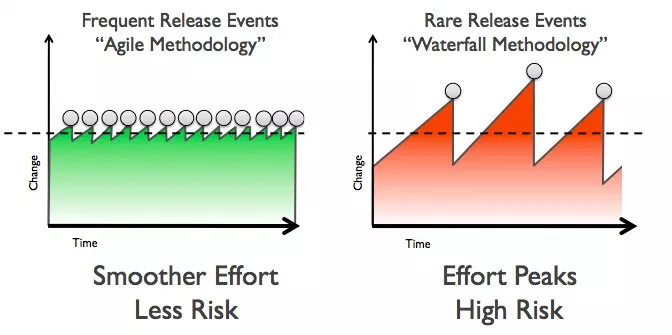 Frequent Release Events
“Agile Methodology”
Change
Time
Smoother Effort
Less Risk
Rare Release Events
“Waterfall Methodology”
Change
Time
Effort Peaks
High Risk